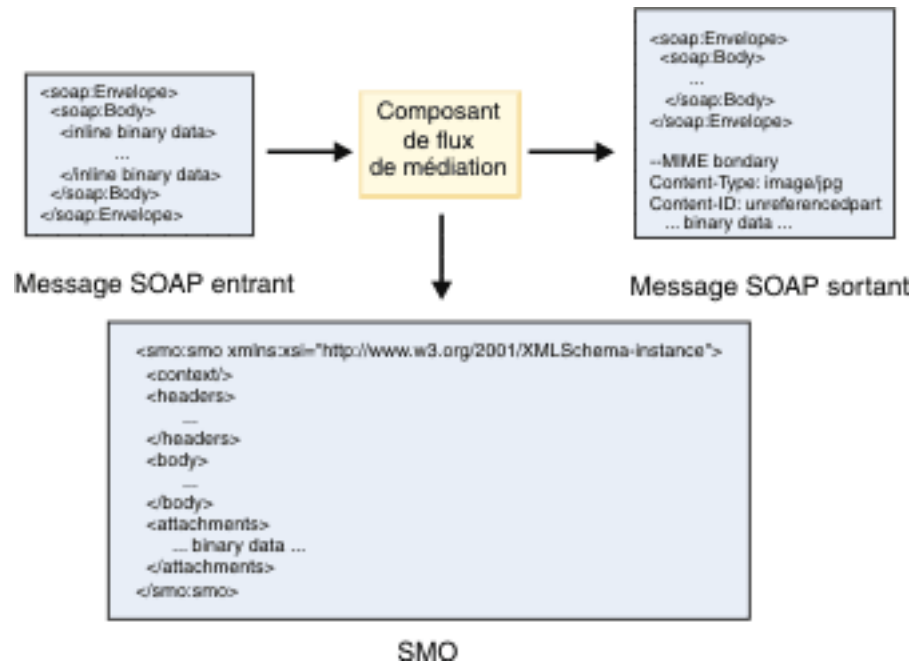 <soap:Envelope>
<soap:Body>
<inline binary data>
...
</inline binary data>
</soap:Body>
</soap:Envelope>
Message SOAP entrant
Composant
de flux
de médiation
<soap:Envelope>
<soap:Body>
...
</soap:Body>
</soap:Envelope>
--MIME bondary
Content-Type: image/jpg
Content-ID: unreferencedpart
... binary data ...
Message SOAP sortant
<smo:smo xmlns:xsi="http://www.w3.org/2001/XMLSchema-instance">
<context/>
<headers>
...
</headers>
<body>
...
</body>
<attachments>
... binary data ...
</attachments>
</smo:smo>
SMO